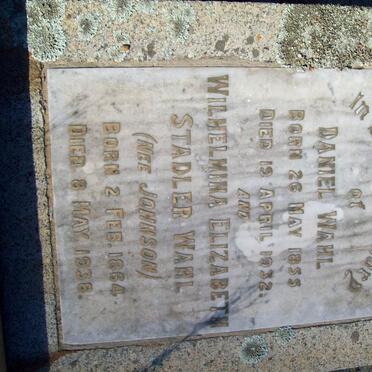 IN
OF
DANIEL WAHL
BORN 26 MAY 1855
DIED 19 APRIL 1932.
AND
WILHELMINA ELIZABETH
STADLER WAHL
(NEE JOHNSON)
BORN 2 FEB. 1864.
DIED 8 MAY 1938.